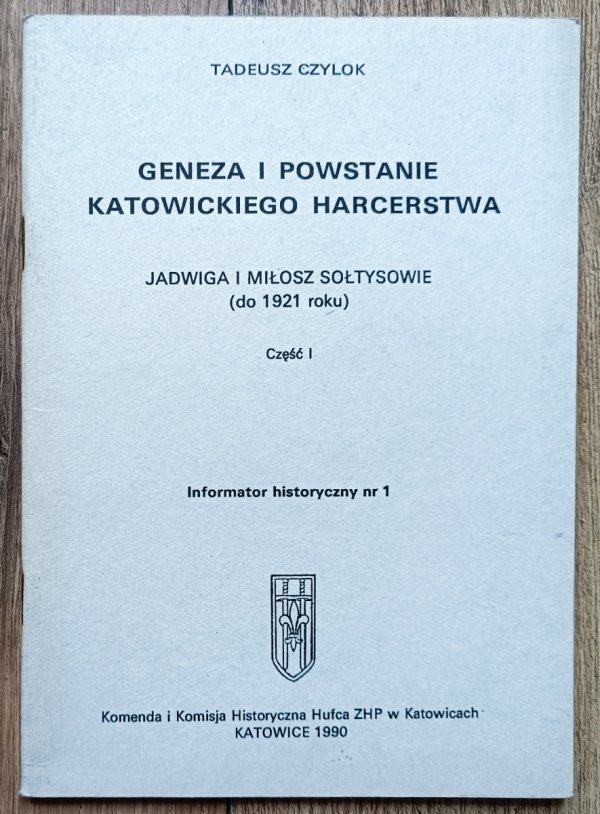 TADEUSZ CZYLOK
GENEZA I POWSTANIE
KATOWICKIEGO HARCERSTWA
JADWIGA I MIŁOSZ SOŁTYSOWIE
(do 1921 roku)
Część I
Informator historyczny nr 1
Komenda i Komisja Historyczna Hufca ZHP w Katowicach
KATOWICE 1990